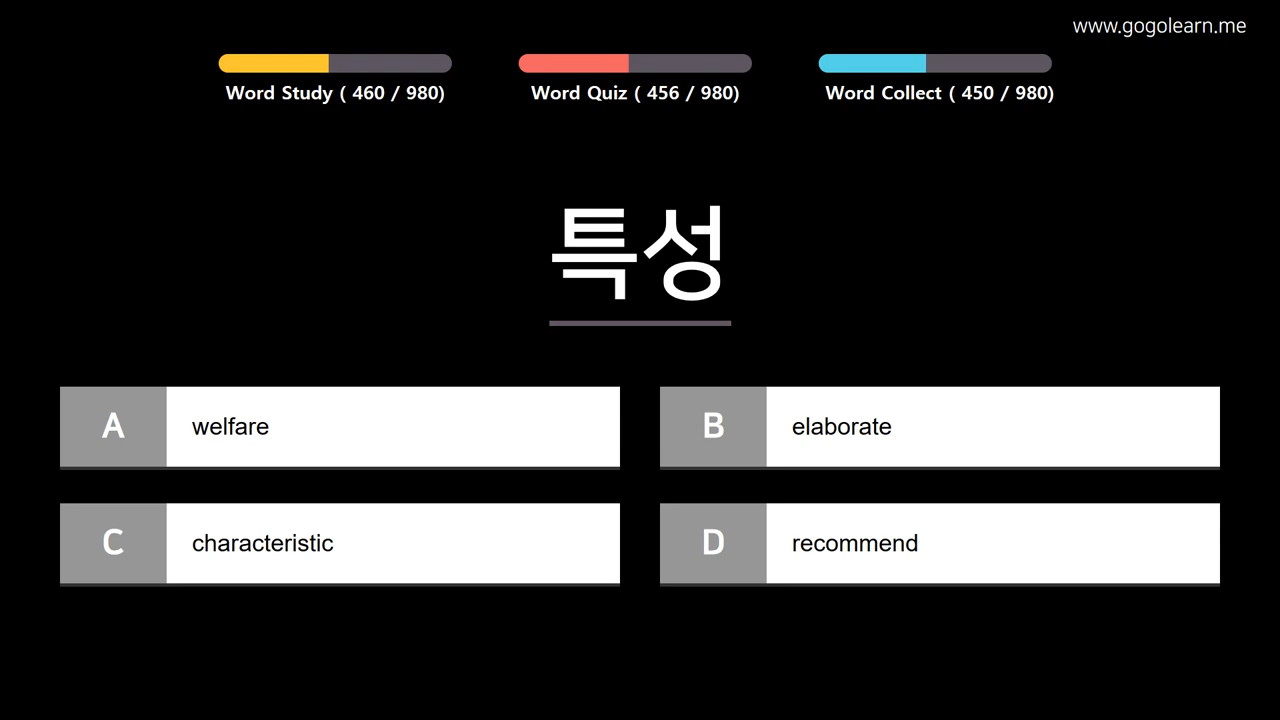 www.gogolearn.me
Word Study ( 460 / 980)
Word Quiz ( 456 / 980)
Word Collect ( 450 / 980)
특성
A welfare
B elaborate
C characteristic
D recommend